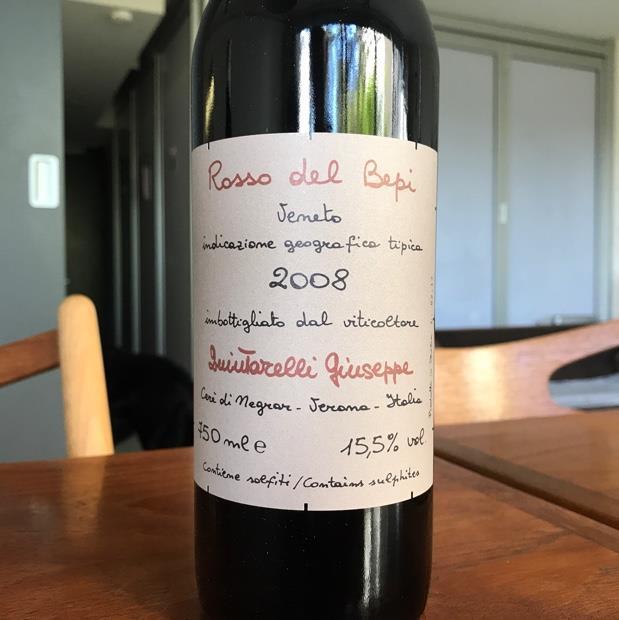 Rosso del Bepi
Veneto
indicazione geografica tipica
2008
imbottigliato dal viticoltore
Quintarelli Giuseppe
Cerè di Negrar - Verona - Italia
750 ml e 15,5% vol.
Contiene solfiti / Contains sulphites